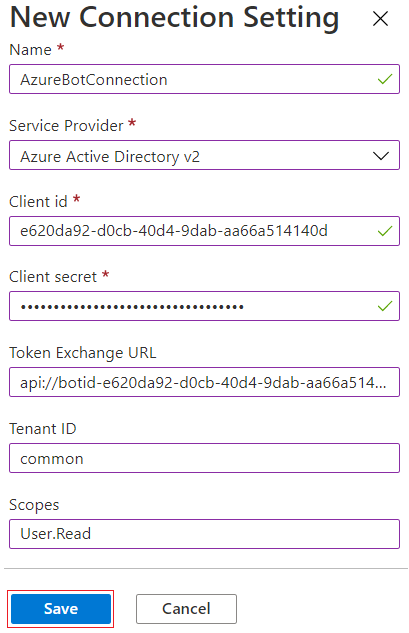 New Connection Setting
Name *
AzureBotConnection
Service Provider *
Azure Active Directory v2
Client id *
e620da92-d0cb-40d4-9dab-aa66a514140d
Client secret *
••••••••••••••••••••••••••••••••••
Token Exchange URL
api://botid-e620da92-d0cb-40d4-9dab-aa66a514...
Tenant ID
common
Scopes
User.Read
Save
Cancel